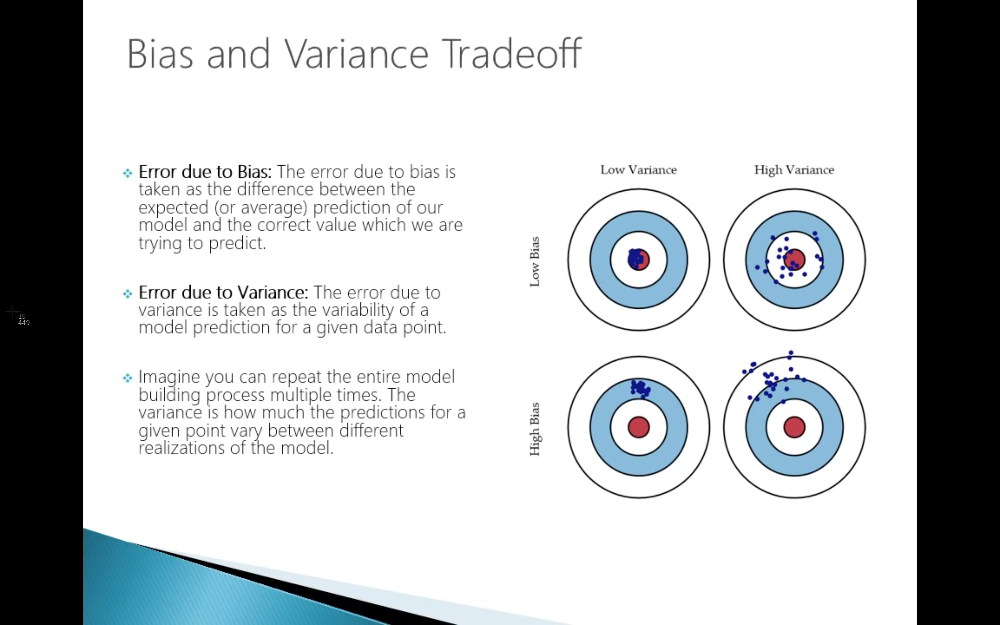 Bias and Variance Tradeoff
Error due to Bias: The error due to bias is
taken as the difference between the
expected (or average) prediction of our
model and the correct value which we are
trying to predict.
Error due to Variance: The error due to
variance is taken as the variability of a
model prediction for a given data point.
Imagine you can repeat the entire model
building process multiple times. The
variance is how much the predictions for a
given point vary between different
realizations of the model.
Low Variance
High Variance
Low Bias
High Bias
19
449